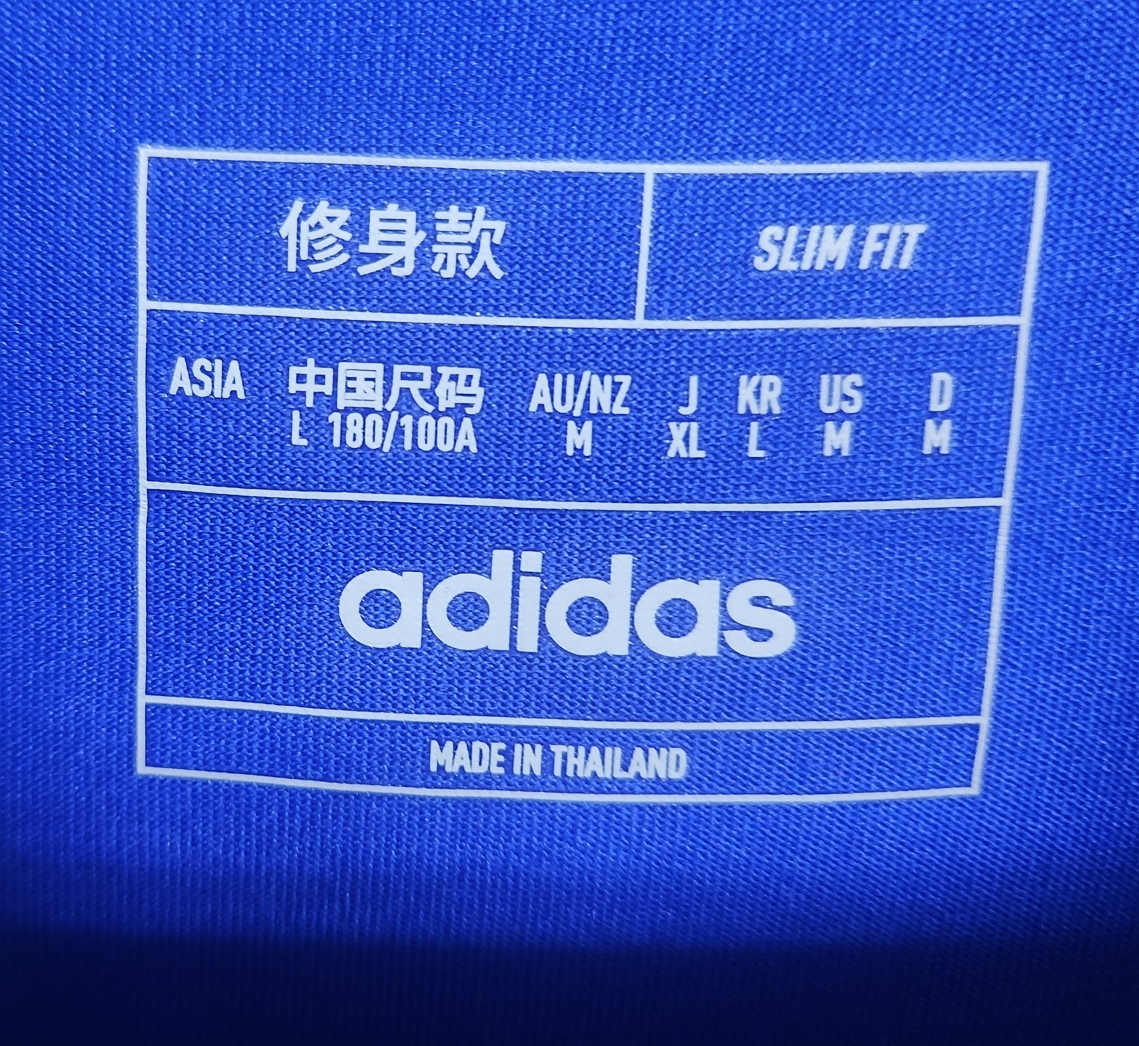 修身款 SLIM FIT
ASIA 中国尺码 AU/NZ J KR US D
L 180/100A M XL L M M
adidas
MADE IN THAILAND